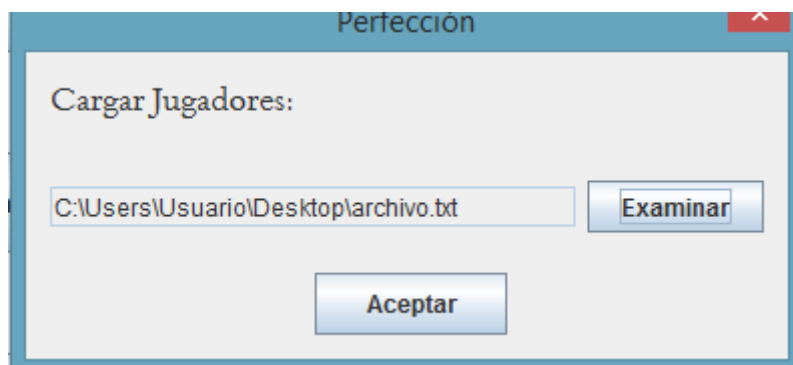 Perfección
Cargar Jugadores:
C:\Users\Usuario\Desktop\archivo.txt
Examinar
Aceptar